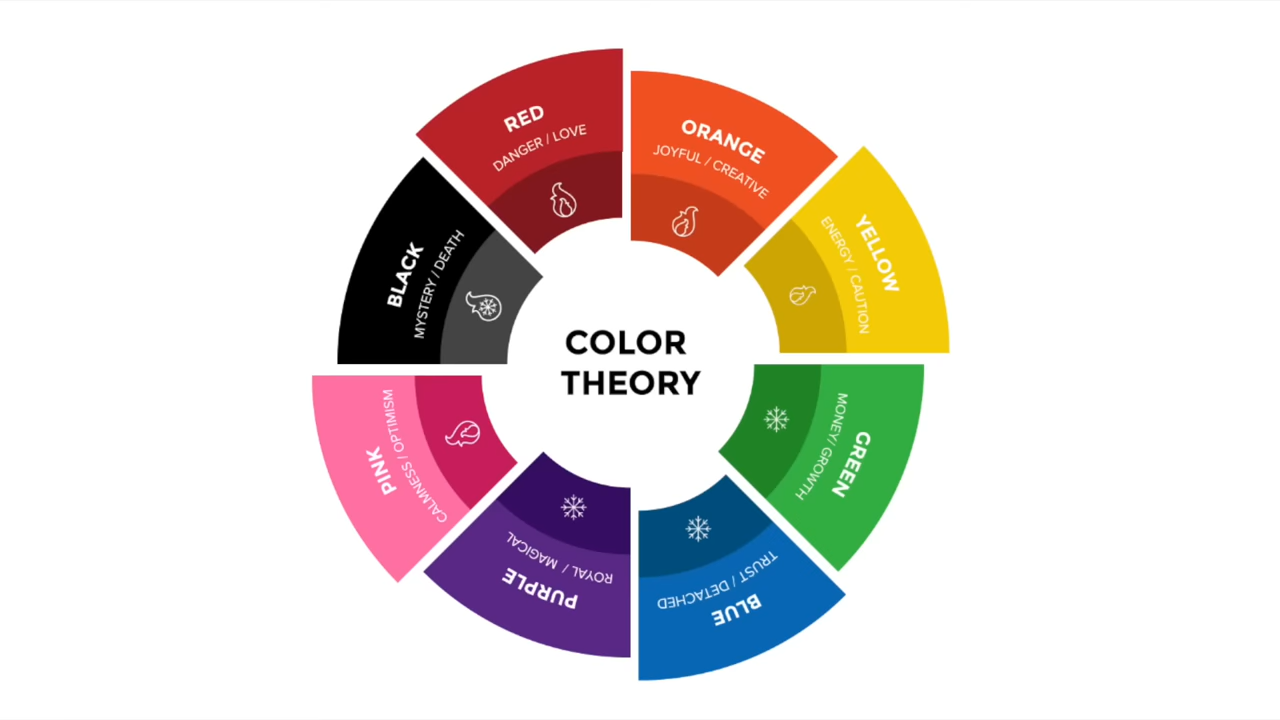 COLOR
THEORY
RED
DANGER / LOVE
ORANGE
JOYFUL / CREATIVE
YELLOW
ENERGY / CAUTION
GREEN
MONEY/ GROWTH
BLUE
TRUST / DETACHED
PURPLE
ROYAL / MAGICAL
PINK
CALMNESS / OPTIMISM
BLACK
MYSTERY / DEATH